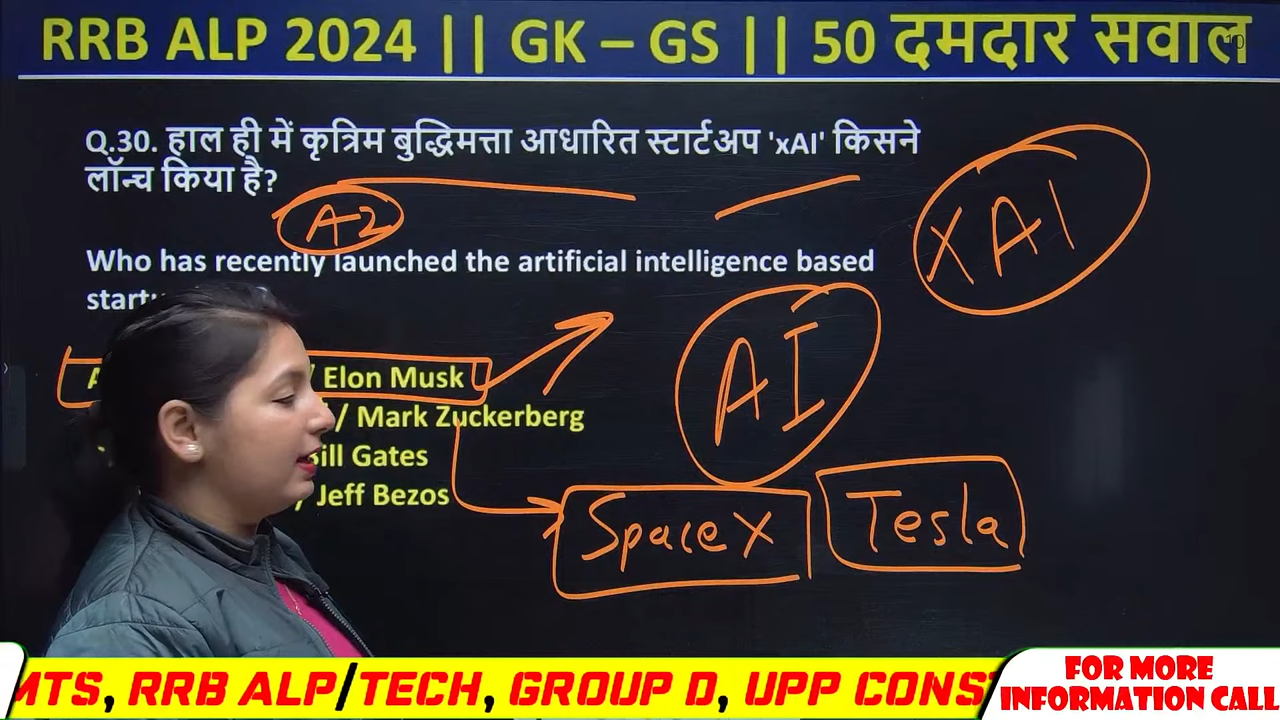 RRB ALP 2024 || GK – GS || 50 दमदार सवाल
10
Q.30. हाल ही में कृत्रिम बुद्धिमत्ता आधारित स्टार्टअप 'xAI' किसने
लॉन्च किया है?
A2
XAI
Who has recently launched the artificial intelligence based
AI
/ Elon Musk
/ Mark Zuckerberg
Bill Gates
/ Jeff Bezos
SpaceX
Tesla
MTS, RRB ALP/TECH, GROUP D, UPP CONS
FOR MORE
INFORMATION CALL